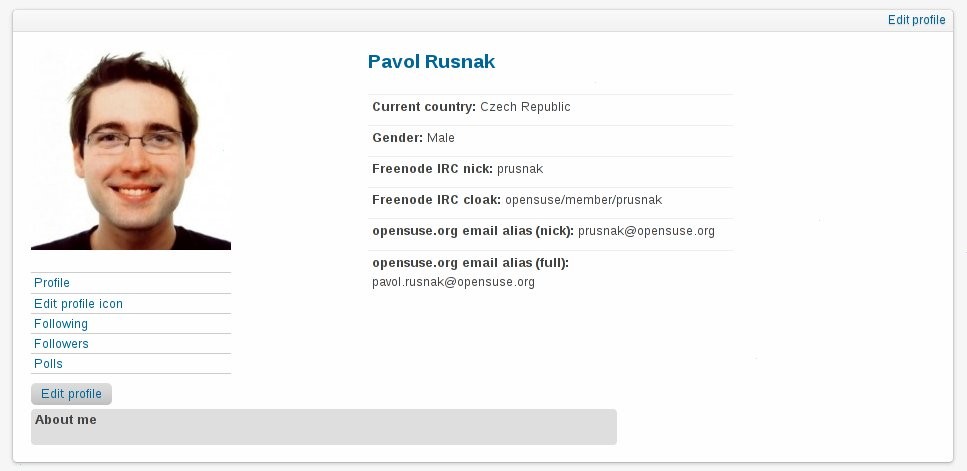 Edit profile
Pavol Rusnak
Current country: Czech Republic
Gender: Male
Freenode IRC nick: prusnak
Freenode IRC cloak: opensuse/member/prusnak
opensuse.org email alias (nick): prusnak@opensuse.org
opensuse.org email alias (full):
pavol.rusnak@opensuse.org
Profile
Edit profile icon
Following
Followers
Polls
Edit profile
About me